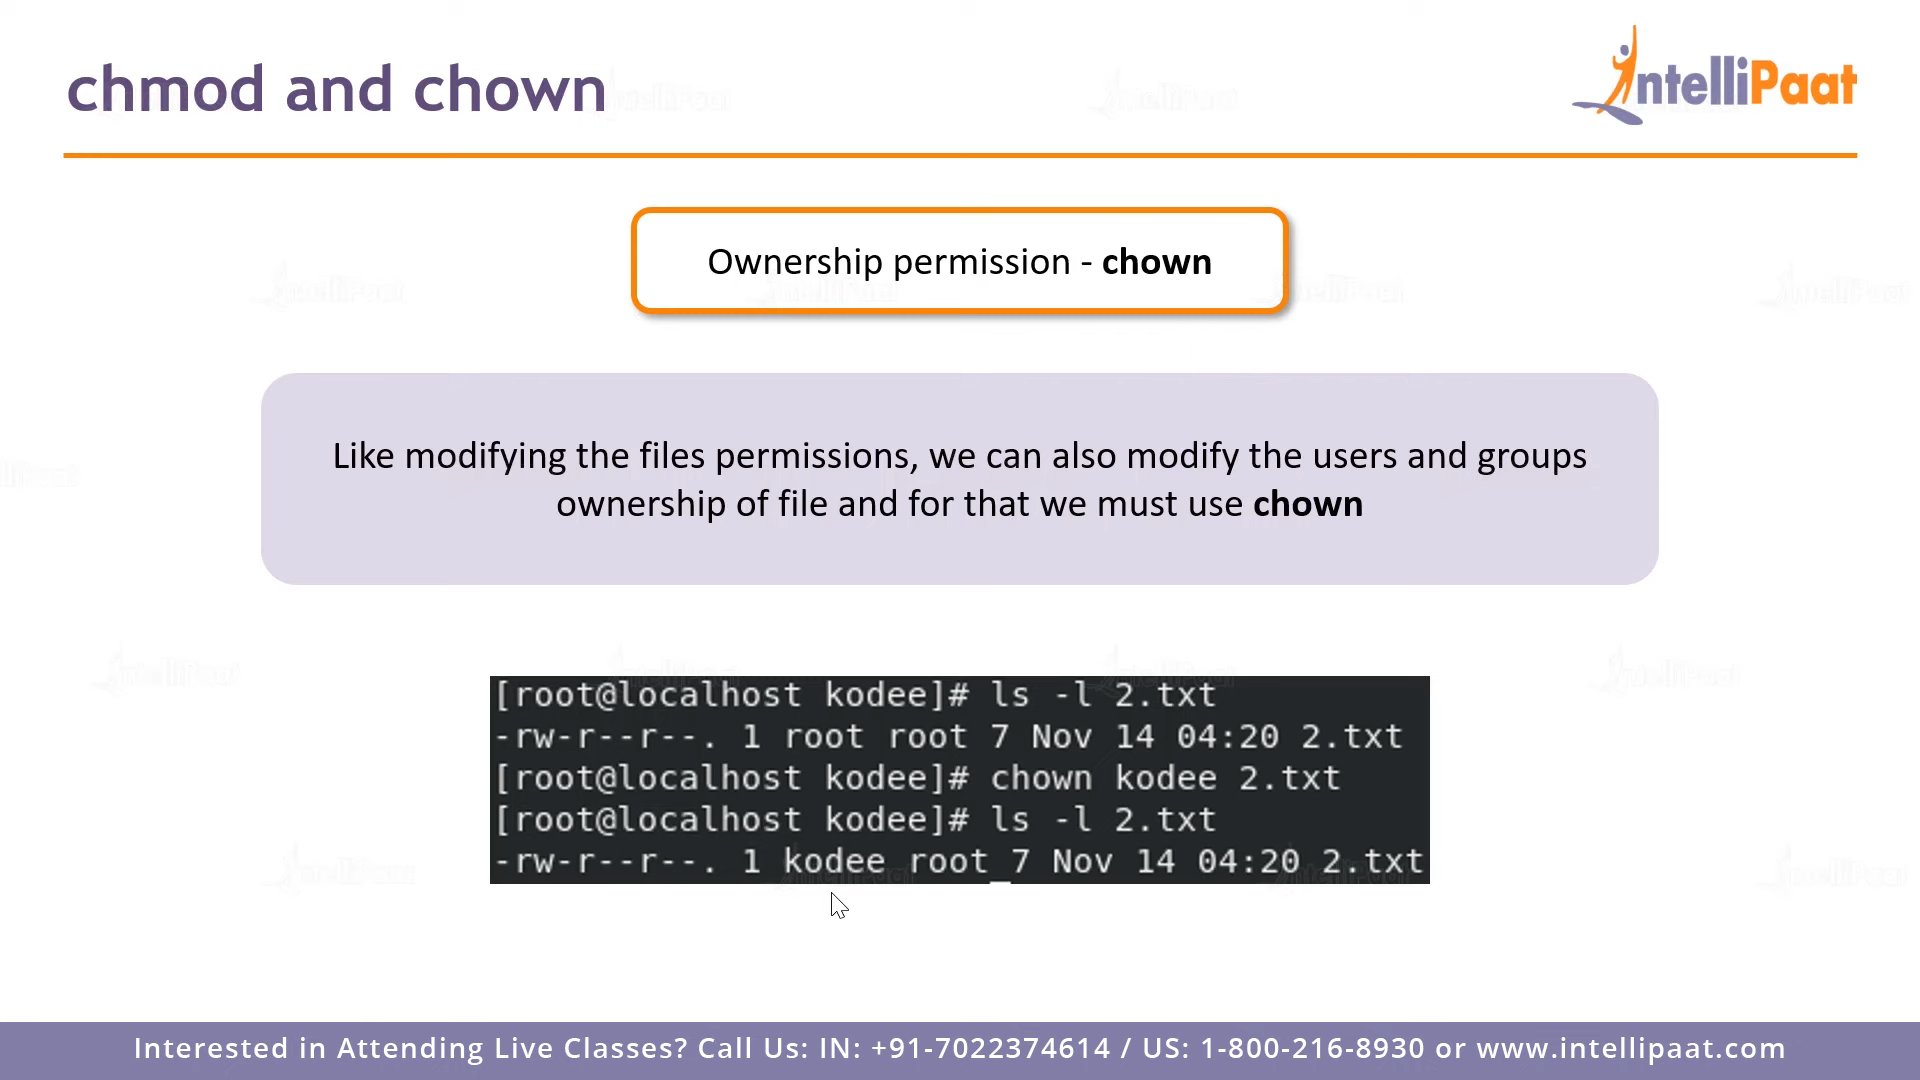 chmod and chown
IntelliPaat
Ownership permission - chown
Like modifying the files permissions, we can also modify the users and groups
ownership of file and for that we must use chown
[root@localhost kodee]# ls -l 2.txt
-rw-r--r--. 1 root root 7 Nov 14 04:20 2.txt
[root@localhost kodee]# chown kodee 2.txt
[root@localhost kodee]# ls -l 2.txt
-rw-r--r--. 1 kodee root 7 Nov 14 04:20 2.txt
Interested in Attending Live Classes? Call Us: IN: +91-7022374614 / US: 1-800-216-8930 or www.intellipaat.com